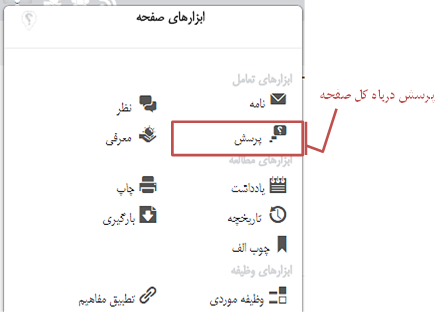 ابزارهای صفحه
ابزارهای تعامل
نامه
نظر
پرسش
معرفی
ابزارهای مطالعه
یادداشت
چاپ
تاریخچه
بارگیری
چوب الف
ابزارهای وظیفه
وظیفه موردی
تطبیق مفاهیم
پرسش درباه کل صفحه